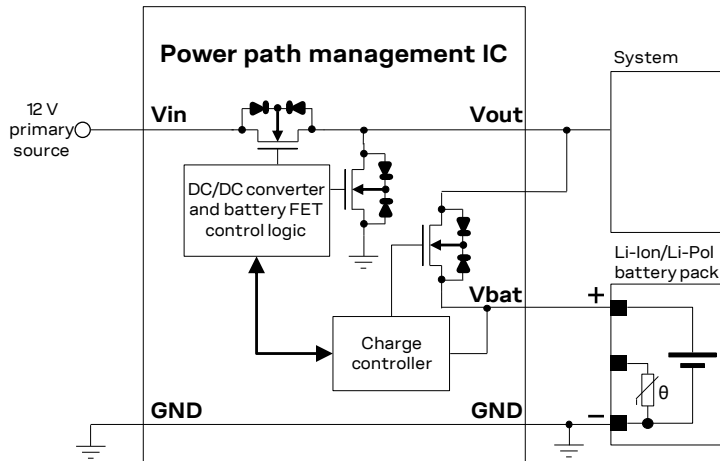 Power path management IC
System
12 V
primary
source
Vin
Vout
DC/DC converter
and battery FET
control logic
Li-Ion/Li-Pol
battery pack
Vbat
+
Charge
controller
θ
GND
GND
–